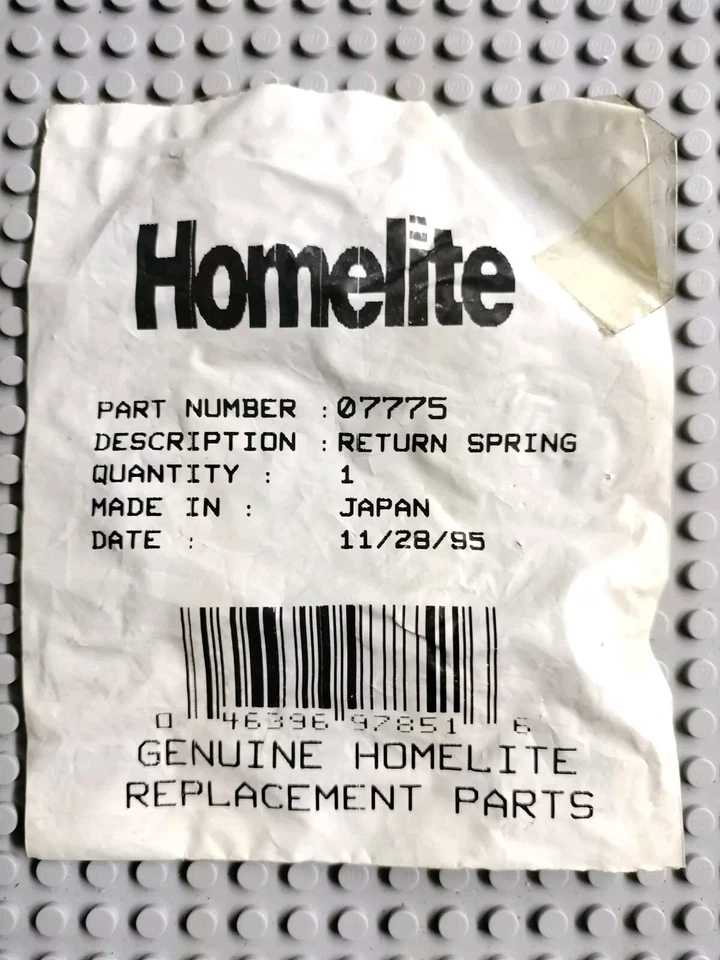 Homelite
PART NUMBER : 07775
DESCRIPTION : RETURN SPRING
QUANTITY : 1
MADE IN : JAPAN
DATE : 11/28/95
0 46396 97851 6
GENUINE HOMELITE
REPLACEMENT PARTS